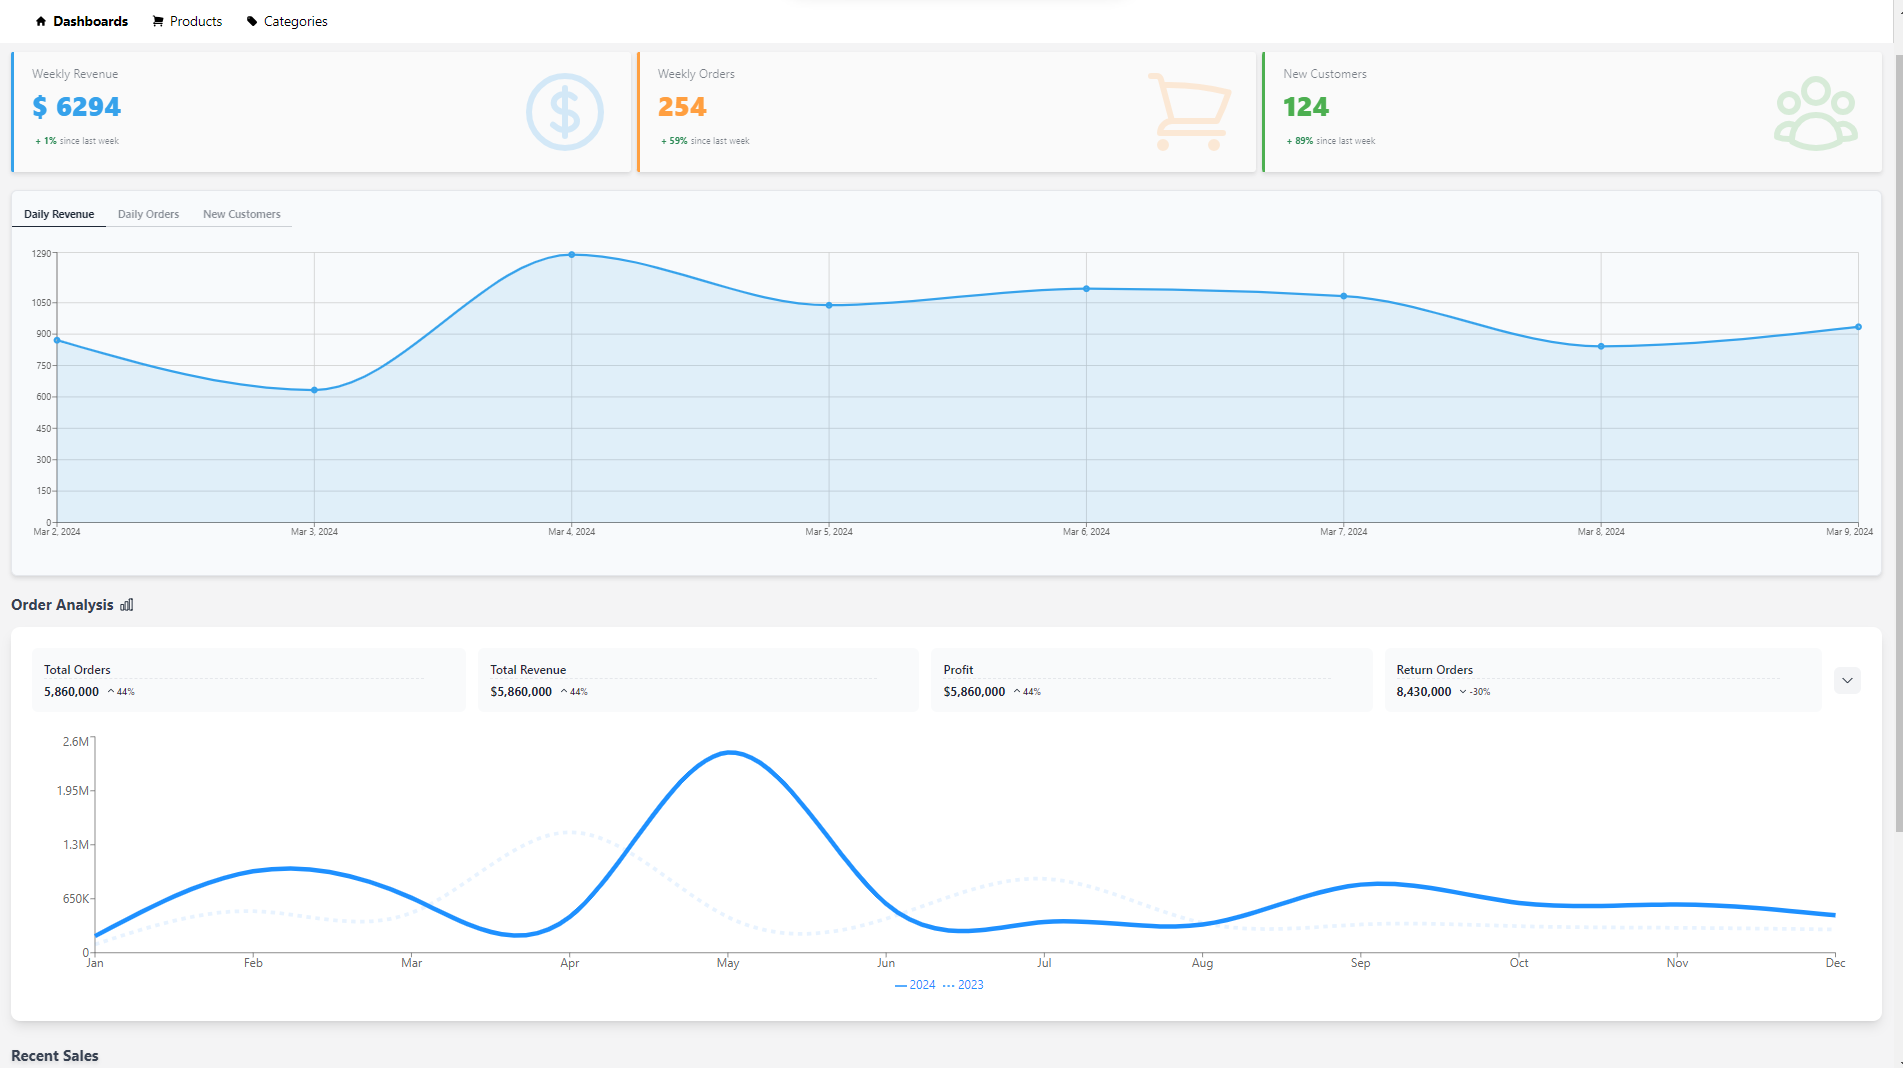 Dashboards Products Categories
Weekly Revenue
$ 6294
+ 1% since last week
Weekly Orders
254
+ 59% since last week
New Customers
124
+ 89% since last week
Daily Revenue Daily Orders New Customers
1290
1050
900
750
600
450
300
150
0
Mar 2, 2024 Mar 3, 2024 Mar 4, 2024 Mar 5, 2024 Mar 6, 2024 Mar 7, 2024 Mar 8, 2024 Mar 9, 2024
Order Analysis
Total Orders
5,860,000 44%
Total Revenue
$5,860,000 44%
Profit
$5,860,000 44%
Return Orders
8,430,000 -30%
2.6M
1.95M
1.3M
650K
0
Jan Feb Mar Apr May Jun Jul Aug Sep Oct Nov Dec
2024 2023
Recent Sales